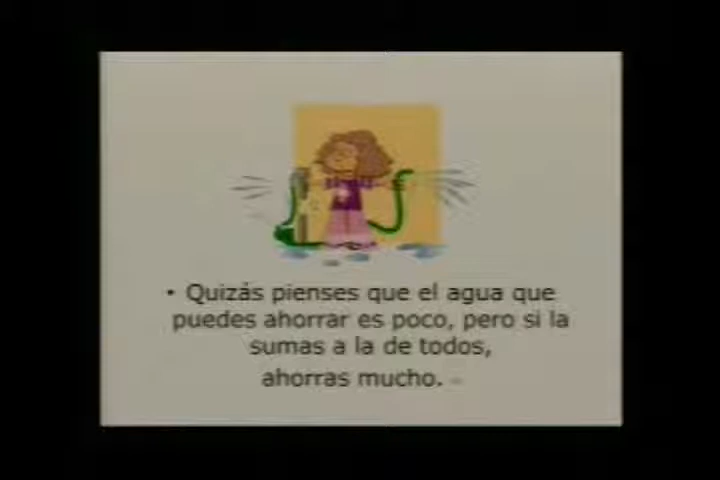 • Quizás pienses que el agua que
puedes ahorrar es poco, pero si la
sumas a la de todos,
ahorras mucho.